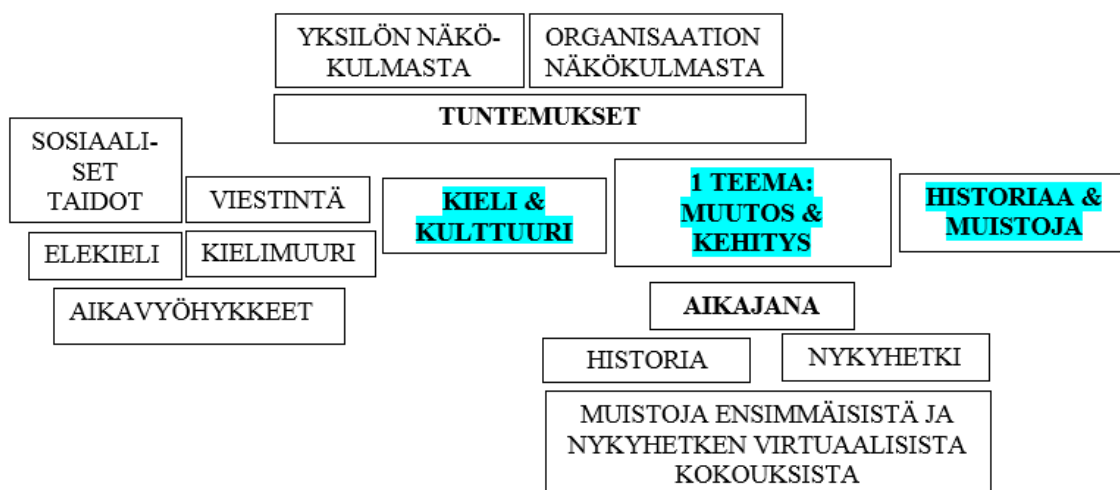 YKSILÖN NÄKÖ-
KULMASTA
ORGANISAATION
NÄKÖKULMASTA
TUNTEMUKSET
SOSIAALI-
SET
TAIDOT
VIESTINTÄ
ELEKIELI
KIELIMUURI
AIKAVYÖHYKKEET
KIELI &
KULTTUURI
1 TEEMA:
MUUTOS &
KEHITYS
HISTORIAA &
MUISTOJA
AIKAJANA
HISTORIA
NYKYHETKI
MUISTOJA ENSIMMÄISISTÄ JA
NYKYHETKEN VIRTUAALISISTA
KOKOUKSISTA